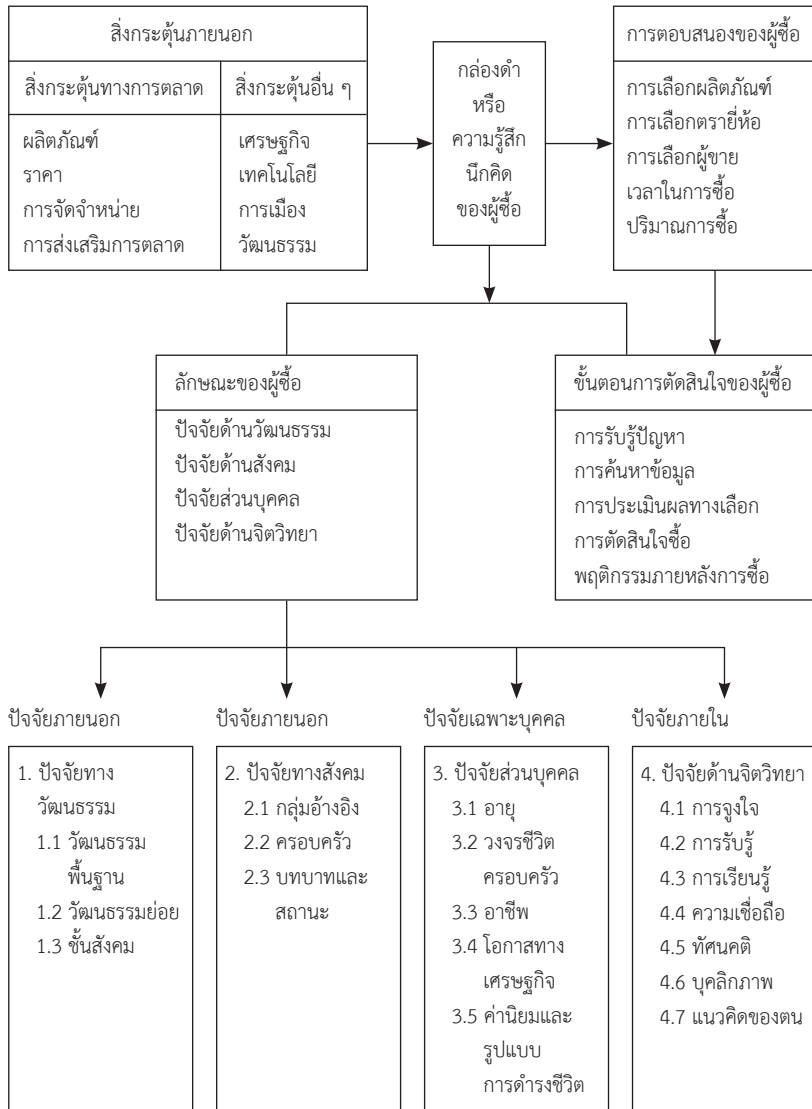 สิ่งกระตุ้นภายนอก
สิ่งกระตุ้นทางการตลาด
ผลิตภัณฑ์
ราคา
การจัดจำหน่าย
การส่งเสริมการตลาด
สิ่งกระตุ้นอื่น ๆ
เศรษฐกิจ
เทคโนโลยี
การเมือง
วัฒนธรรม
กล่องดำ
หรือ
ความรู้สึก
นึกคิด
ของผู้ซื้อ
การตอบสนองของผู้ซื้อ
การเลือกผลิตภัณฑ์
การเลือกตรายี่ห้อ
การเลือกผู้ขาย
เวลาในการซื้อ
ปริมาณการซื้อ
ลักษณะของผู้ซื้อ
ปัจจัยด้านวัฒนธรรม
ปัจจัยด้านสังคม
ปัจจัยส่วนบุคคล
ปัจจัยด้านจิตวิทยา
ขั้นตอนการตัดสินใจของผู้ซื้อ
การรับรู้ปัญหา
การค้นหาข้อมูล
การประเมินผลทางเลือก
การตัดสินใจซื้อ
พฤติกรรมภายหลังการซื้อ
ปัจจัยภายนอก
1. ปัจจัยทาง
วัฒนธรรม
1.1 วัฒนธรรม
พื้นฐาน
1.2 วัฒนธรรมย่อย
1.3 ชั้นสังคม
ปัจจัยภายนอก
2. ปัจจัยทางสังคม
2.1 กลุ่มอ้างอิง
2.2 ครอบครัว
2.3 บทบาทและ
สถานะ
ปัจจัยเฉพาะบุคคล
3. ปัจจัยส่วนบุคคล
3.1 อายุ
3.2 วงจรชีวิต
ครอบครัว
3.3 อาชีพ
3.4 โอกาสทาง
เศรษฐกิจ
3.5 ค่านิยมและ
รูปแบบ
การดำรงชีวิต
ปัจจัยภายใน
4. ปัจจัยด้านจิตวิทยา
4.1 การจูงใจ
4.2 การรับรู้
4.3 การเรียนรู้
4.4 ความเชื่อถือ
4.5 ทัศนคติ
4.6 บุคลิกภาพ
4.7 แนวคิดของตน